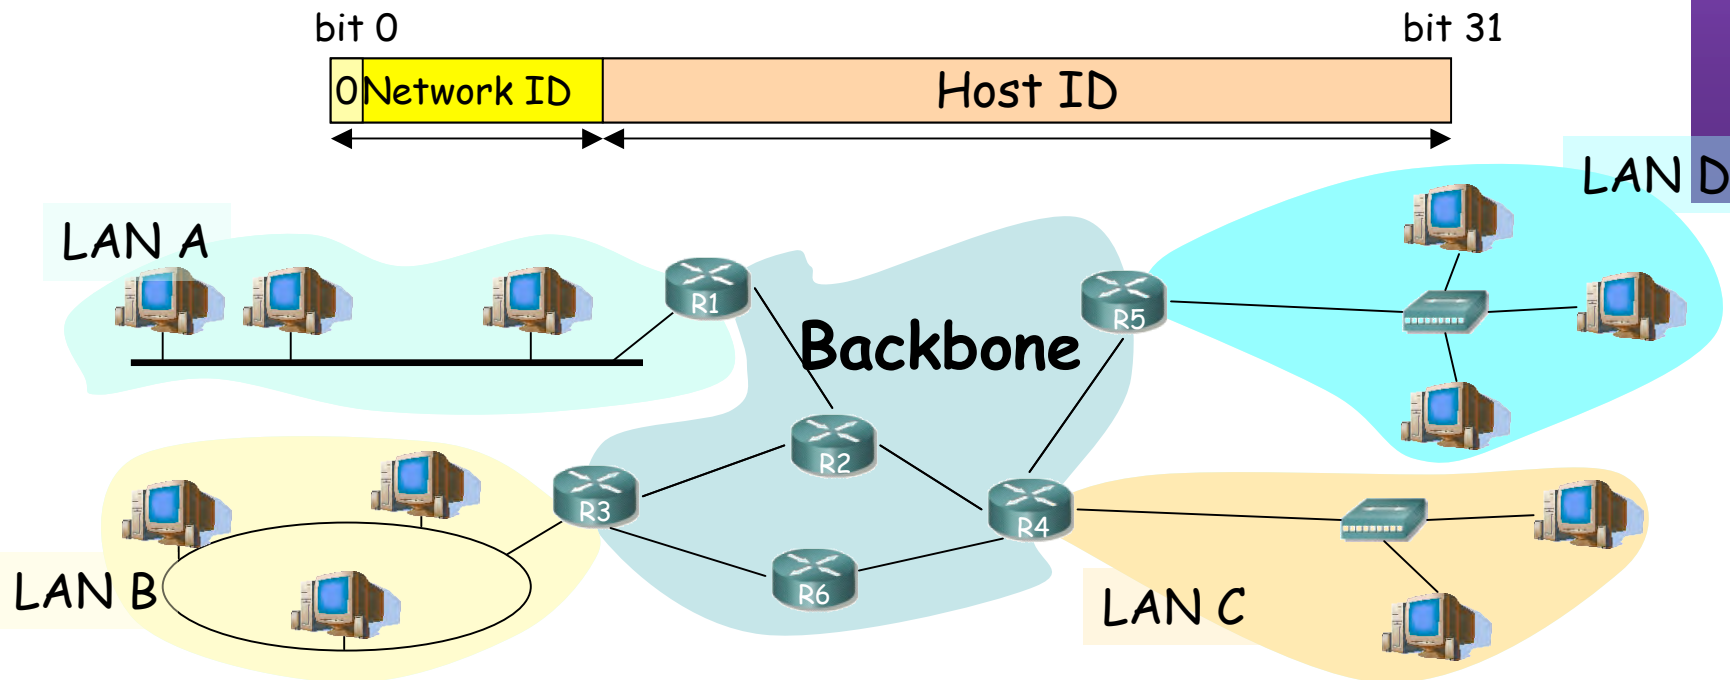 bit 0 bit 31
0 Network ID Host ID
LAN D
LAN A
R1
R5
Backbone
R2
R3
R4
R6
LAN B
LAN C